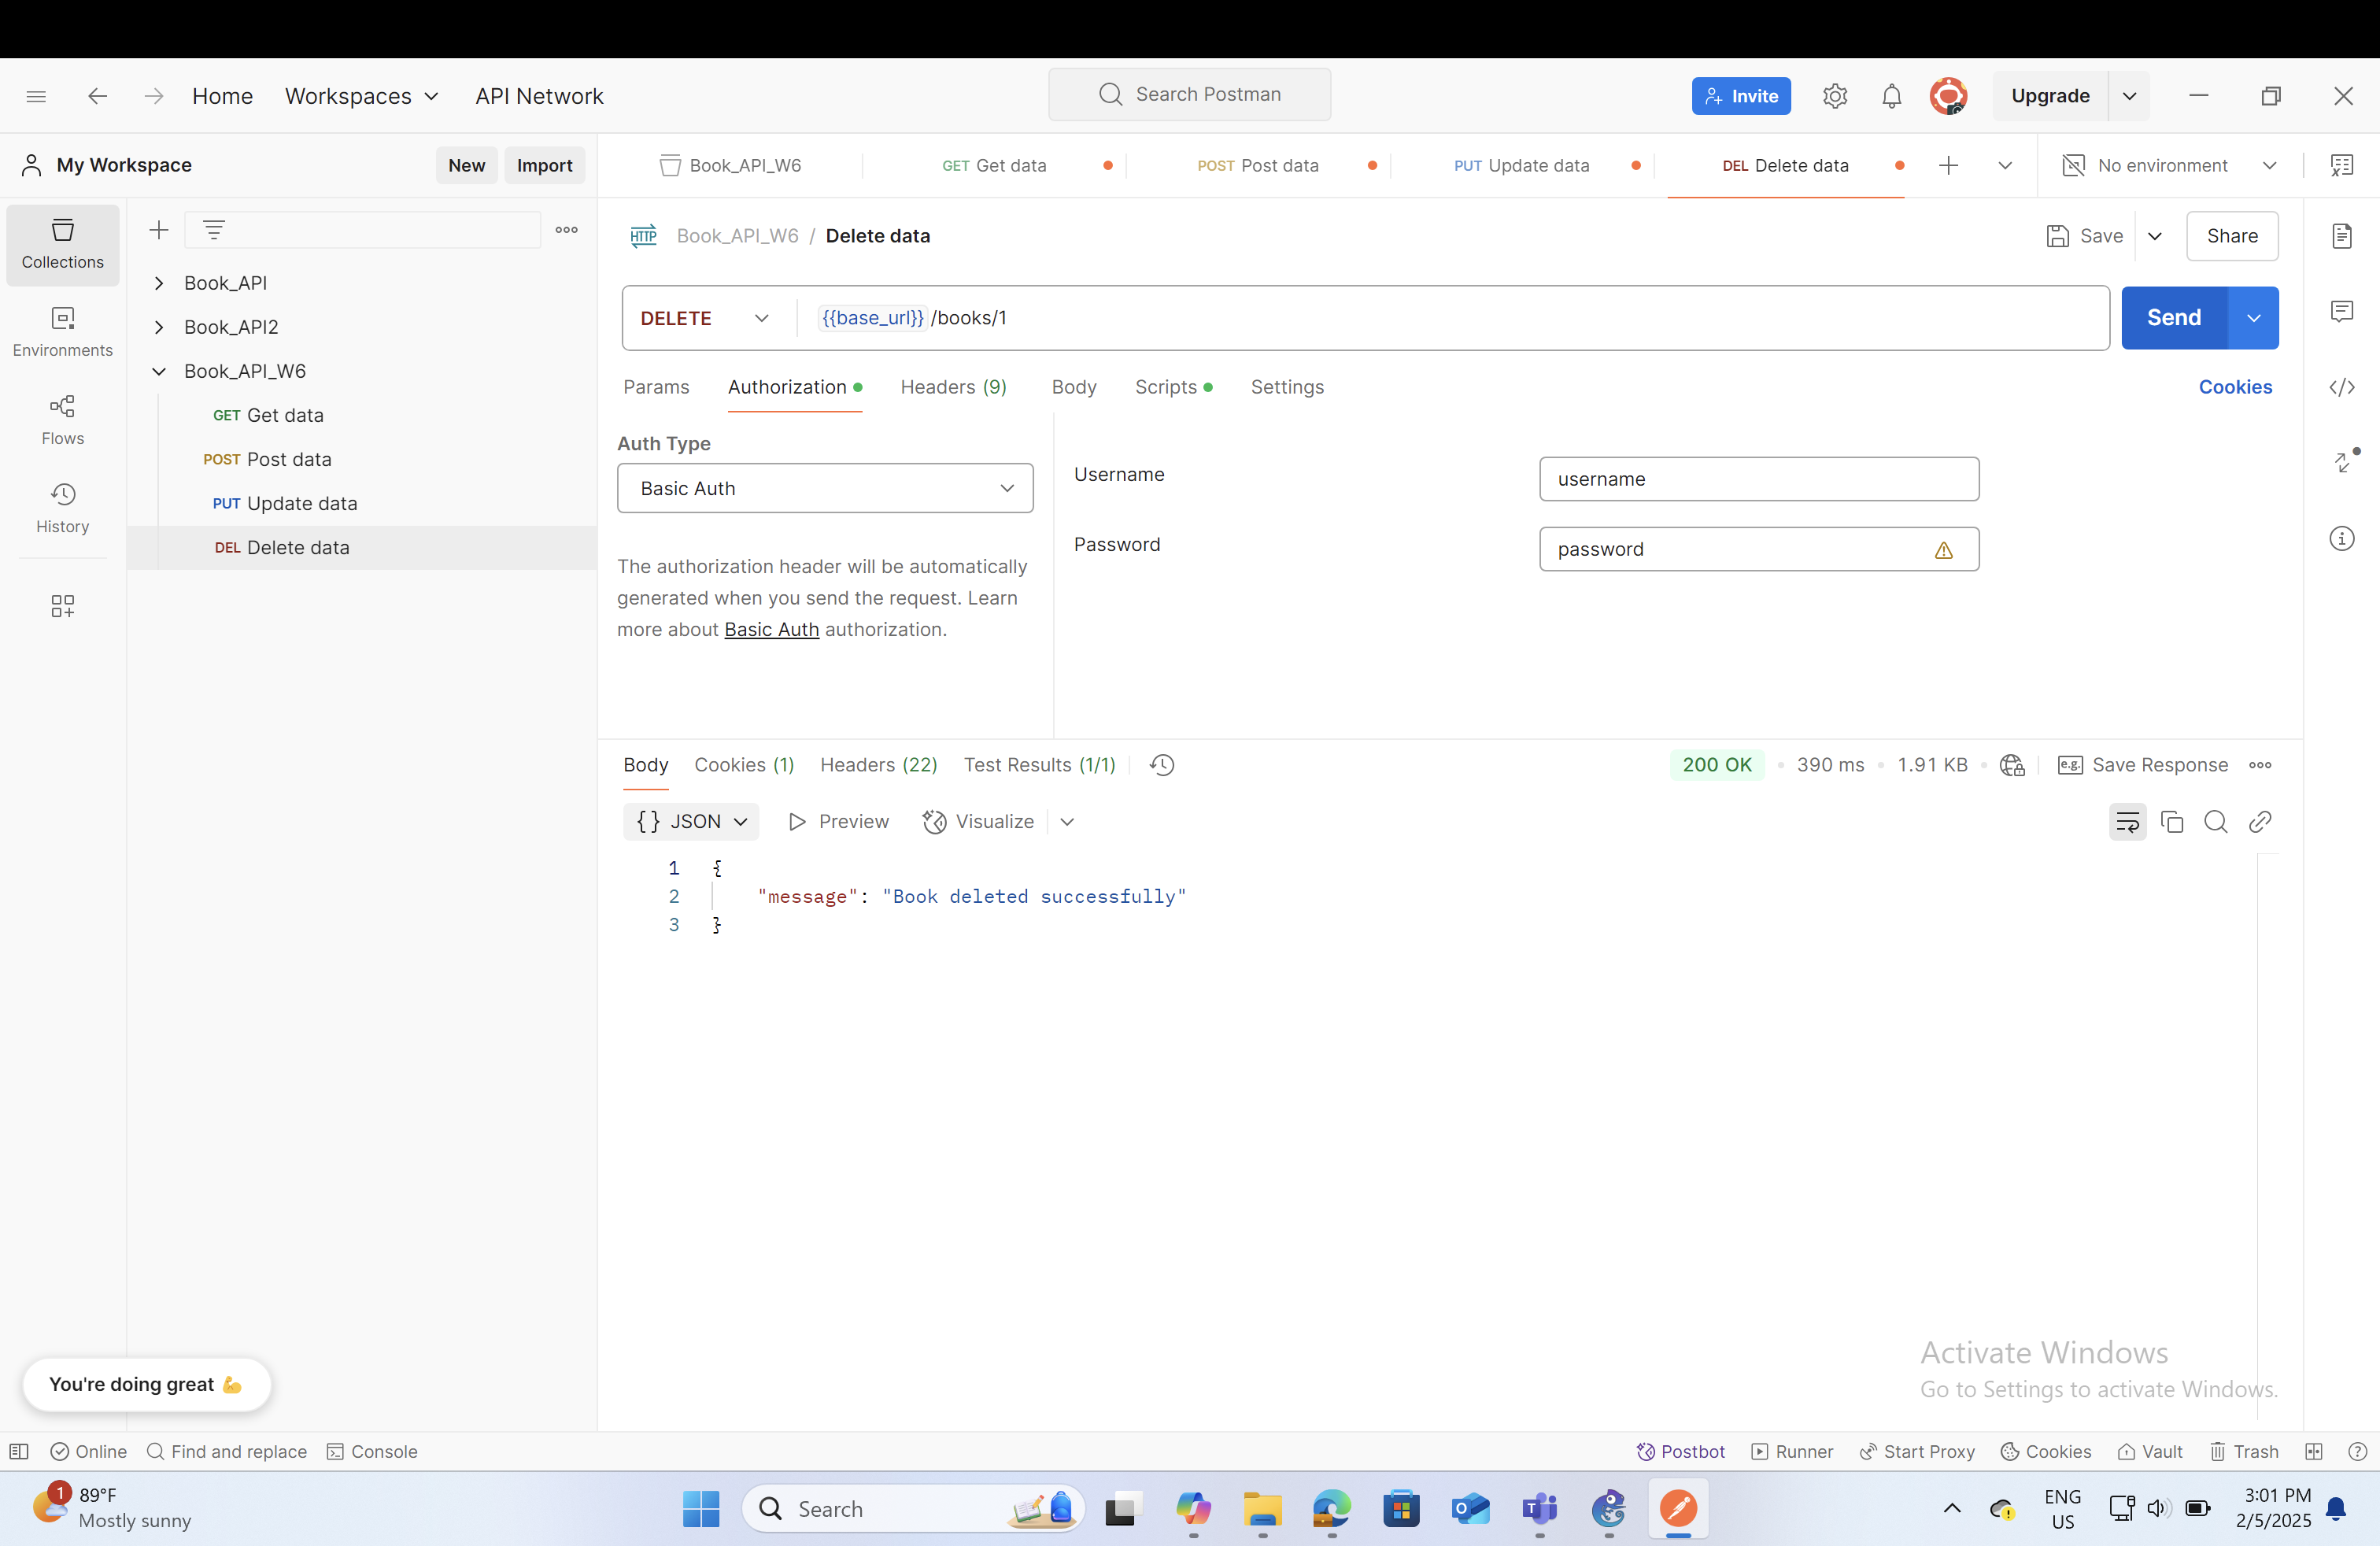 Home Workspaces API Network Search Postman Invite Upgrade
My Workspace New Import Book_API_W6 GET Get data POST Post data PUT Update data DEL Delete data No environment
Collections
Environments
Flows
History
Book_API
Book_API2
Book_API_W6
GET Get data
POST Post data
PUT Update data
DEL Delete data
HTTP Book_API_W6 / Delete data Save Share
DELETE {{base_url}}/books/1 Send
Params Authorization Headers (9) Body Scripts Settings Cookies
Auth Type
Basic Auth
The authorization header will be automatically
generated when you send the request. Learn
more about Basic Auth authorization.
Username username
Password password
Body Cookies (1) Headers (22) Test Results (1/1) 200 OK • 390 ms • 1.91 KB e.g. Save Response
{} JSON Preview Visualize
1 {
2 "message": "Book deleted successfully"
3 }
You're doing great 💪
Activate Windows
Go to Settings to activate Windows.
Online Find and replace Console Postbot Runner Start Proxy Cookies Vault Trash
1 89°F
Mostly sunny
Search
ENG
US
3:01 PM
2/5/2025